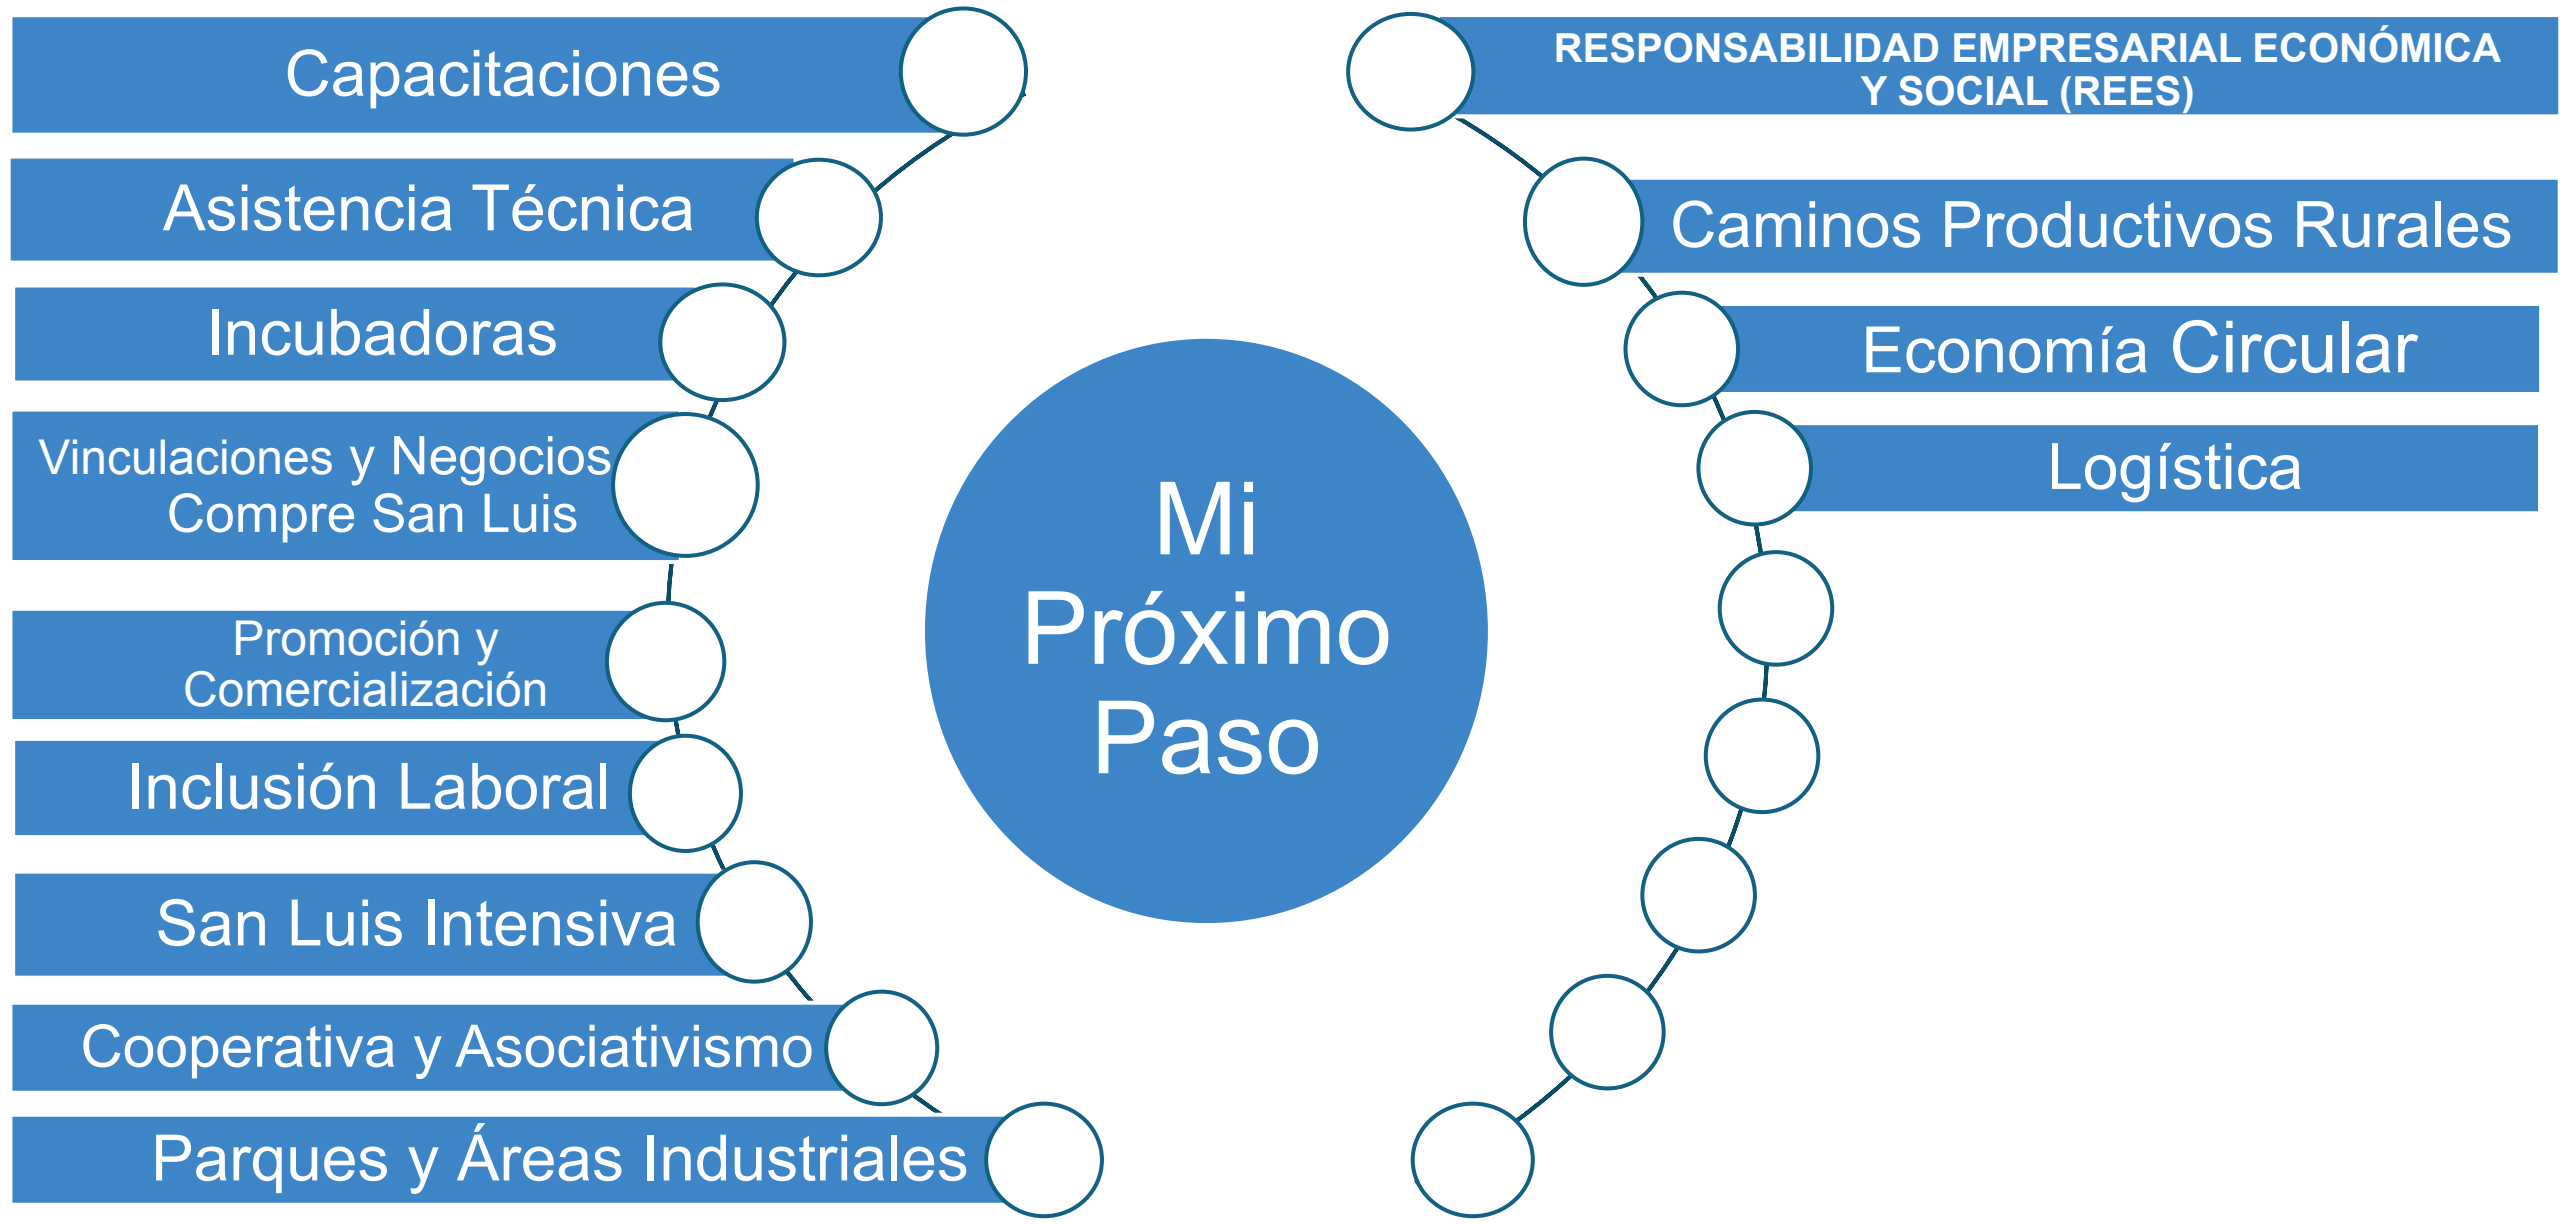 Capacitaciones
Asistencia Técnica
Incubadoras
Vinculaciones y Negocios
Compre San Luis
Promoción y
Comercialización
Inclusión Laboral
San Luis Intensiva
Cooperativa y Asociativismo
Parques y Áreas Industriales
Mi
Próximo
Paso
RESPONSABILIDAD EMPRESARIAL ECONÓMICA
Y SOCIAL (REES)
Caminos Productivos Rurales
Economía Circular
Logística